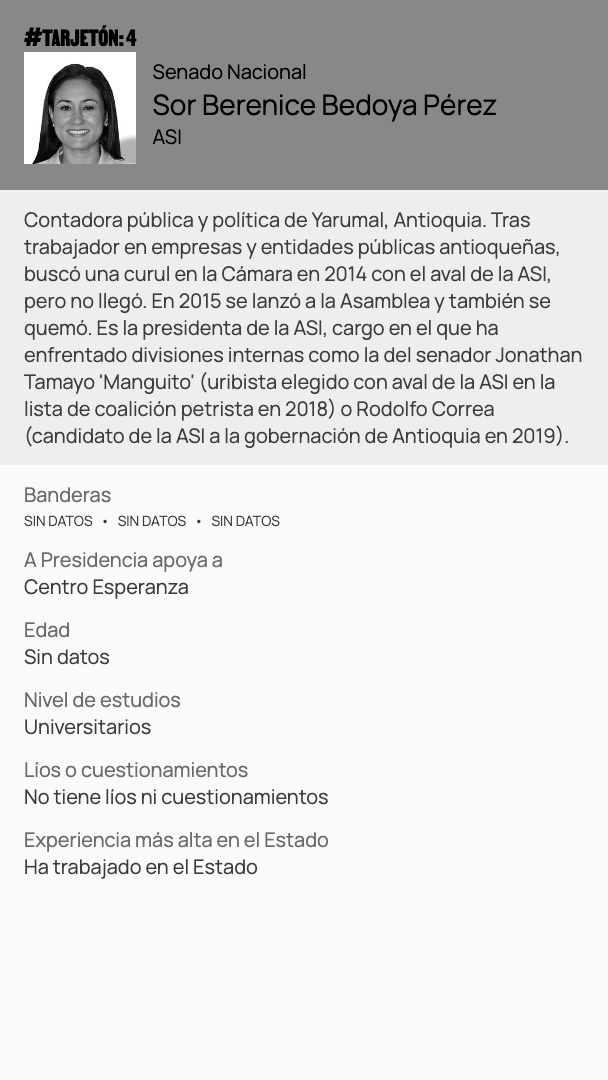 #TARJETÓN: 4
Senado Nacional
Sor Berenice Bedoya Pérez
ASI
Contadora pública y política de Yarumal, Antioquia. Tras
trabajador en empresas y entidades públicas antioqueñas,
buscó una curul en la Cámara en 2014 con el aval de la ASI,
pero no llegó. En 2015 se lanzó a la Asamblea y también se
quemó. Es la presidenta de la ASI, cargo en el que ha
enfrentado divisiones internas como la del senador Jonathan
Tamayo 'Manguito' (uribista elegido con aval de la ASI en la
lista de coalición petrista en 2018) o Rodolfo Correa
(candidato de la ASI a la gobernación de Antioquia en 2019).
Banderas
SIN DATOS • SIN DATOS • SIN DATOS
A Presidencia apoya a
Centro Esperanza
Edad
Sin datos
Nivel de estudios
Universitarios
Líos o cuestionamientos
No tiene líos ni cuestionamientos
Experiencia más alta en el Estado
Ha trabajado en el Estado